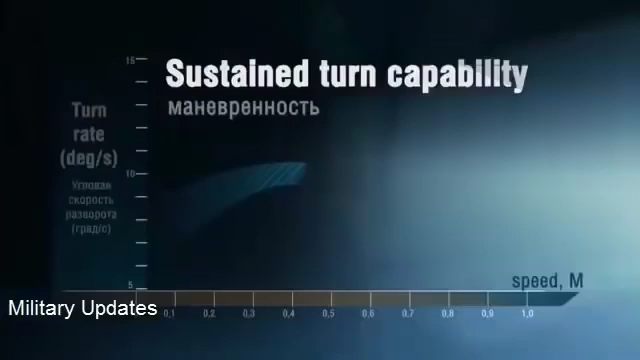 Sustained turn capability
маневренность
15
Turn
rate
(deg/s)
10
Угловая
скорость
разворота
(град/с)
5
speed, M
Military Updates
0,1 0,2 0,3 0,4 0,5 0,6 0,7 0,8 0,9 1,0